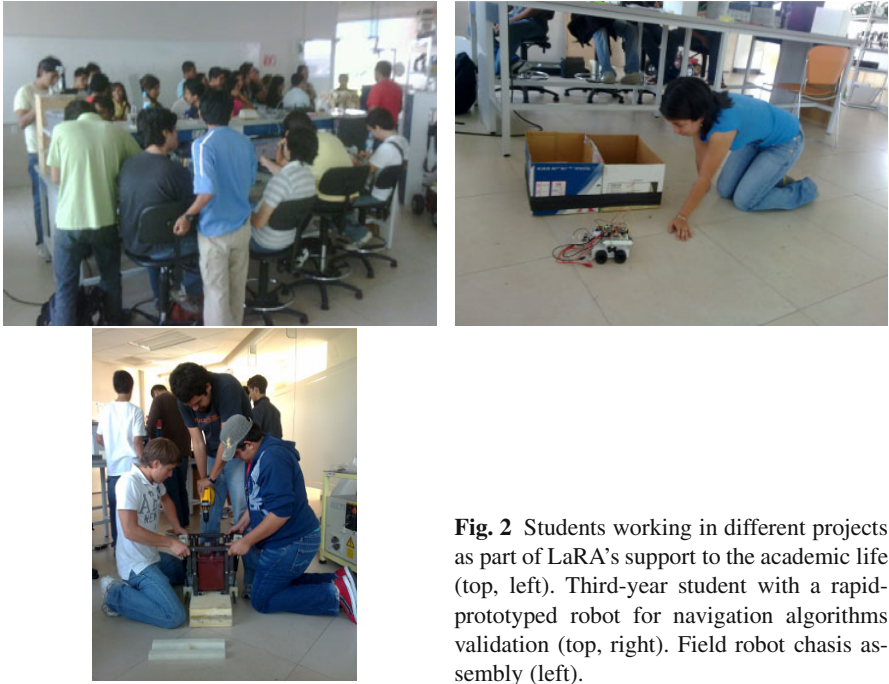 Fig. 2 Students working in different projects
as part of LaRA's support to the academic life
(top, left). Third-year student with a rapid-
prototyped robot for navigation algorithms
validation (top, right). Field robot chasis as-
sembly (left).